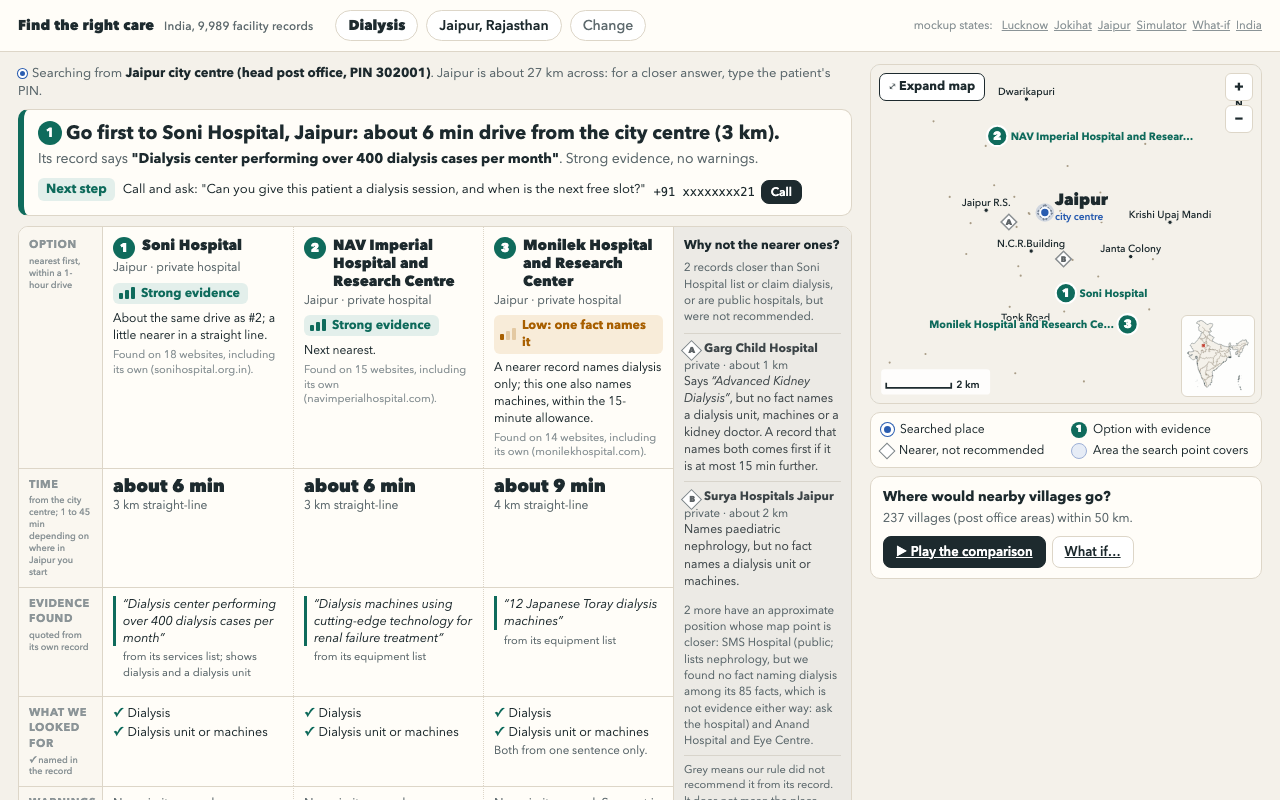 Find the right care India, 9,989 facility records Dialysis Jaipur, Rajasthan Change mockup states: Lucknow Jokihat Jaipur Simulator What-if India
Searching from Jaipur city centre (head post office, PIN 302001). Jaipur is about 27 km across: for a closer answer, type the patient's
PIN.
1 Go first to Soni Hospital, Jaipur: about 6 min drive from the city centre (3 km).
Its record says "Dialysis center performing over 400 dialysis cases per month". Strong evidence, no warnings.
Next step Call and ask: "Can you give this patient a dialysis session, and when is the next free slot?" +91 xxxxxxxx21 Call
OPTION
nearest first,
within a 1-
hour drive
1 Soni Hospital
Jaipur · private hospital
Strong evidence
About the same drive as #2; a
little nearer in a straight line.
Found on 18 websites, including
its own (sonihospital.org.in).
2 NAV Imperial
Hospital and
Research Centre
Jaipur · private hospital
Strong evidence
Next nearest.
Found on 15 websites, including
its own
(navimperialhospital.com).
3 Monilek Hospital
and Research
Center
Jaipur · private hospital
Low: one fact names
it
A nearer record names dialysis
only; this one also names
machines, within the 15-
minute allowance.
Found on 14 websites, including
its own (monilekhospital.com).
TIME
from the city
centre; 1 to 45
min
depending on
where in
Jaipur you
start
about 6 min
3 km straight-line
about 6 min
3 km straight-line
about 9 min
4 km straight-line
EVIDENCE
FOUND
quoted from
its own record
“Dialysis center performing
over 400 dialysis cases per
month”
from its services list; shows
dialysis and a dialysis unit
“Dialysis machines using
cutting-edge technology for
renal failure treatment”
from its equipment list
“12 Japanese Toray dialysis
machines”
from its equipment list
WHAT WE
LOOKED
FOR
✓ named in
the record
✓ Dialysis
✓ Dialysis unit or machines
✓ Dialysis
✓ Dialysis unit or machines
✓ Dialysis
✓ Dialysis unit or machines
Both from one sentence only.
Why not the nearer ones?
2 records closer than Soni
Hospital list or claim dialysis,
or are public hospitals, but
were not recommended.
A Garg Child Hospital
private · about 1 km
Says “Advanced Kidney
Dialysis”, but no fact names
a dialysis unit, machines or a
kidney doctor. A record that
names both comes first if it
is at most 15 min further.
B Surya Hospitals Jaipur
private · about 2 km
Names paediatric
nephrology, but no fact
names a dialysis unit or
machines.
2 more have an approximate
position whose map point is
closer: SMS Hospital (public;
lists nephrology, but we
found no fact naming dialysis
among its 85 facts, which is
not evidence either way: ask
the hospital) and Anand
Hospital and Eye Centre.
Grey means our rule did not
recommend it from its record.
Expand map
Dwarikapuri
+
N
−
2 NAV Imperial Hospital and Resear...
Jaipur R.S.
A
Jaipur
city centre
Krishi Upaj Mandi
N.C.R.Building
B
Janta Colony
1 Soni Hospital
Tonk Road
Monilek Hospital and Research Ce... 3
2 km
Searched place
1 Option with evidence
Nearer, not recommended
Area the search point covers
Where would nearby villages go?
237 villages (post office areas) within 50 km.
▶ Play the comparison What if...